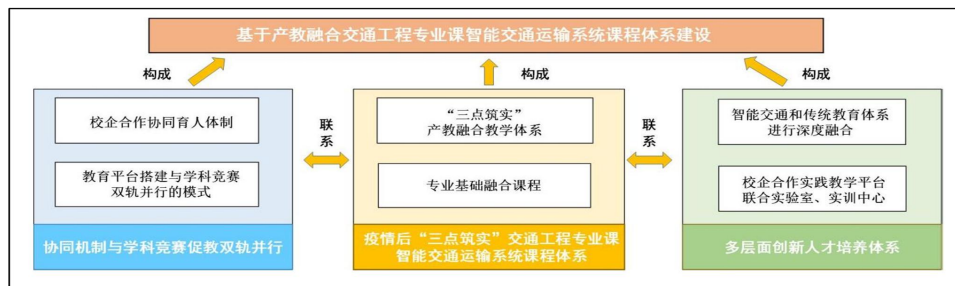 基于产教融合交通工程专业课智能交通运输系统课程体系建设
构成
构成
构成
校企合作协同育人体制
教育平台搭建与学科竞赛
双轨并行的模式
协同机制与学科竞赛促教双轨并行
联
系
“三点筑实”
产教融合教学体系
专业基础融合课程
疫情后“三点筑实”交通工程专业课
智能交通运输系统课程体系
联
系
智能交通和传统教育体系
进行深度融合
校企合作实践教学平台
联合实验室、实训中心
多层面创新人才培养体系